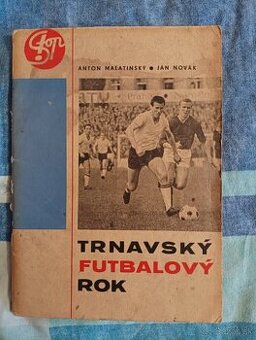 ANTON MALATINSKÝ ● JÁN NOVÁK
TRNAVSKÝ
FUTBALOVÝ
ROK